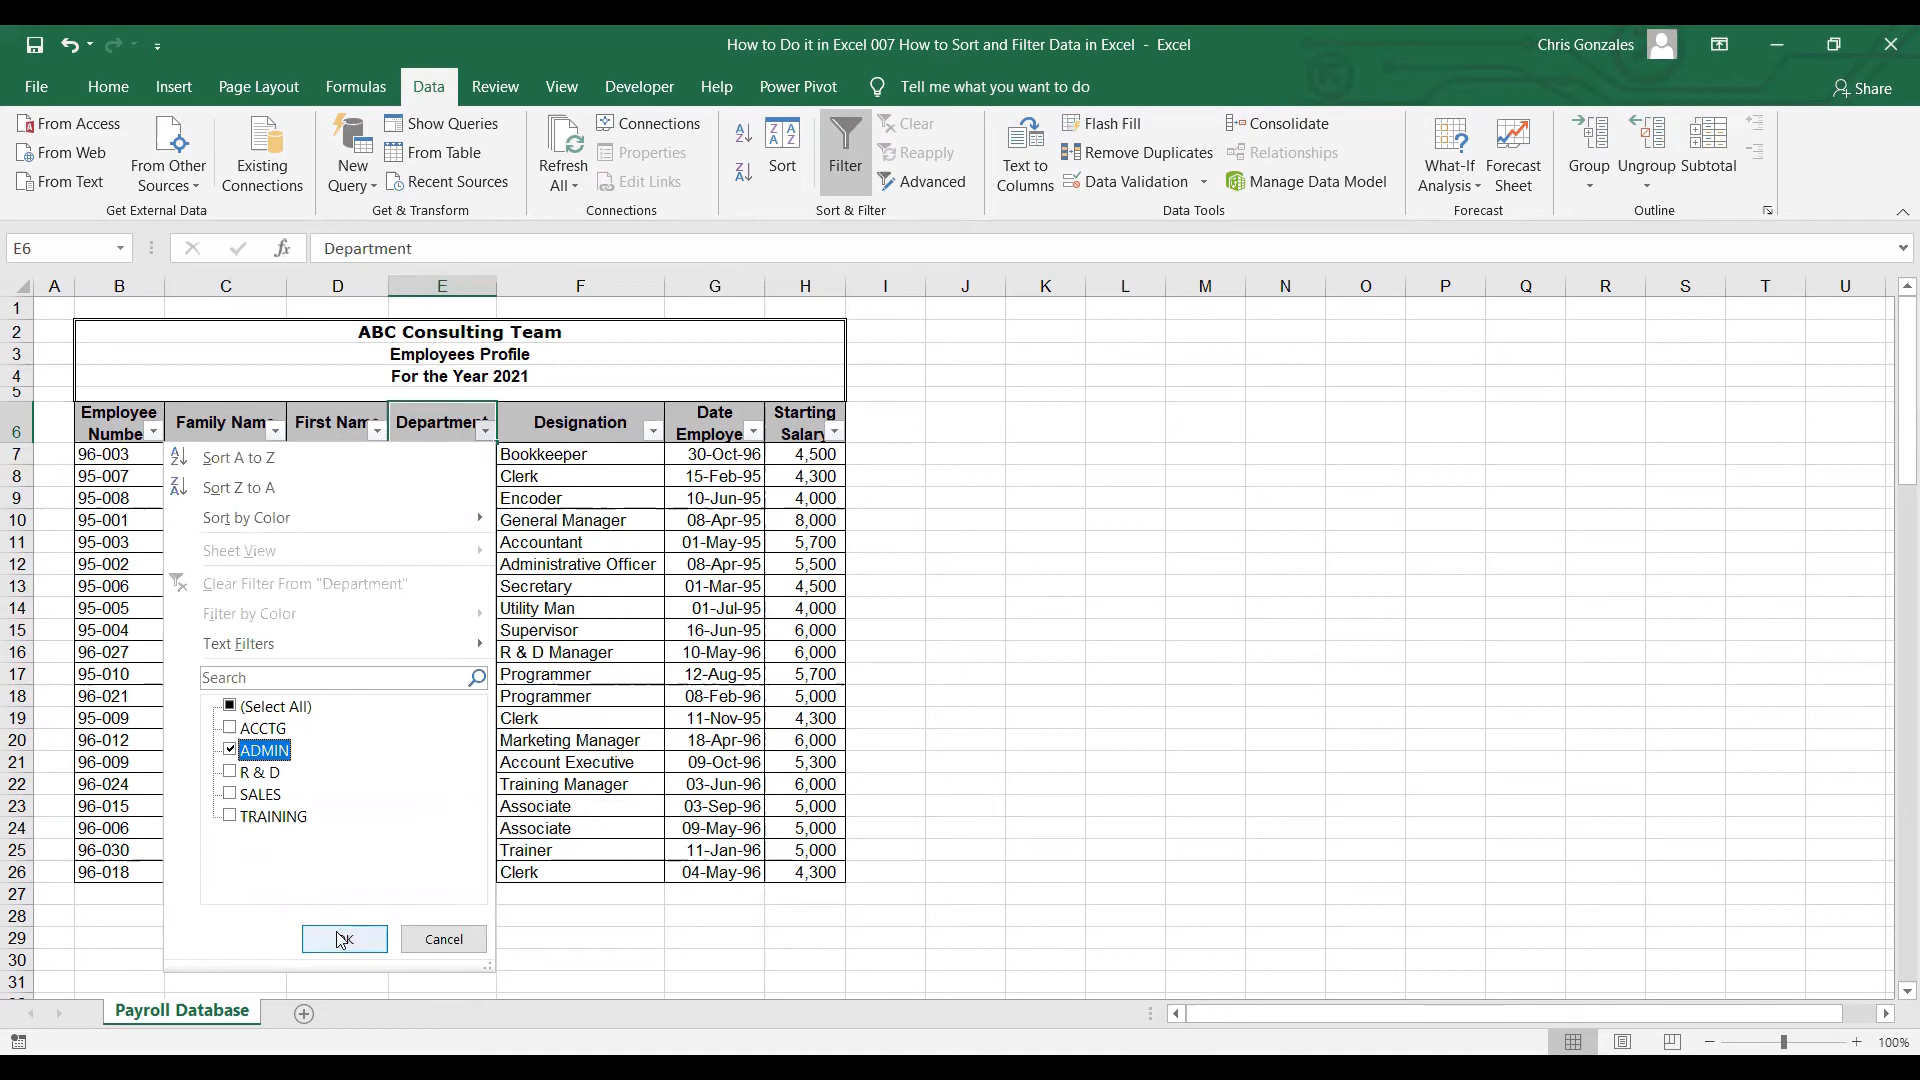 How to Do it in Excel 007 How to Sort and Filter Data in Excel - Excel
Chris Gonzales
File Home Insert Page Layout Formulas Data Review View Developer Help Power Pivot Tell me what you want to do Share
From Access
From Web
From Text
From Other Sources
Existing Connections
Get External Data
New Query
Show Queries
From Table
Recent Sources
Get & Transform
Refresh All
Connections
Properties
Edit Links
Connections
Sort
Filter
Clear
Reapply
Advanced
Sort & Filter
Text to Columns
Flash Fill
Remove Duplicates
Data Validation
Consolidate
Relationships
Manage Data Model
Data Tools
What-If Analysis
Forecast Sheet
Forecast
Group
Ungroup
Subtotal
Outline
E6 fx Department
A B C D E F G H I J K L M N O P Q R S T U
1
2 ABC Consulting Team
3 Employees Profile
4 For the Year 2021
5
Employee Date Starting
6 Numbe Family Nam First Nam Departmen Designation Employe Salary
7 96-003 Bookkeeper 30-Oct-96 4,500
8 95-007 Clerk 15-Feb-95 4,300
9 95-008 Encoder 10-Jun-95 4,000
10 95-001 General Manager 08-Apr-95 8,000
11 95-003 Accountant 01-May-95 5,700
12 95-002 Administrative Officer 08-Apr-95 5,500
13 95-006 Secretary 01-Mar-95 4,500
14 95-005 Utility Man 01-Jul-95 4,000
15 95-004 Supervisor 16-Jun-95 6,000
16 96-027 R & D Manager 10-May-96 6,000
17 95-010 Programmer 12-Aug-95 5,700
18 96-021 Programmer 08-Feb-96 5,000
19 95-009 Clerk 11-Nov-95 4,300
20 96-012 Marketing Manager 18-Apr-96 6,000
21 96-009 Account Executive 09-Oct-96 5,300
22 96-024 Training Manager 03-Jun-96 6,000
23 96-015 Associate 03-Sep-96 5,000
24 96-006 Associate 09-May-96 5,000
25 96-030 Trainer 11-Jan-96 5,000
26 96-018 Clerk 04-May-96 4,300
27
28
29
30
31
Sort A to Z
Sort Z to A
Sort by Color
Sheet View
Clear Filter From "Department"
Filter by Color
Text Filters
Search
(Select All)
ACCTG
ADMIN
R & D
SALES
TRAINING
Cancel
Payroll Database
100%